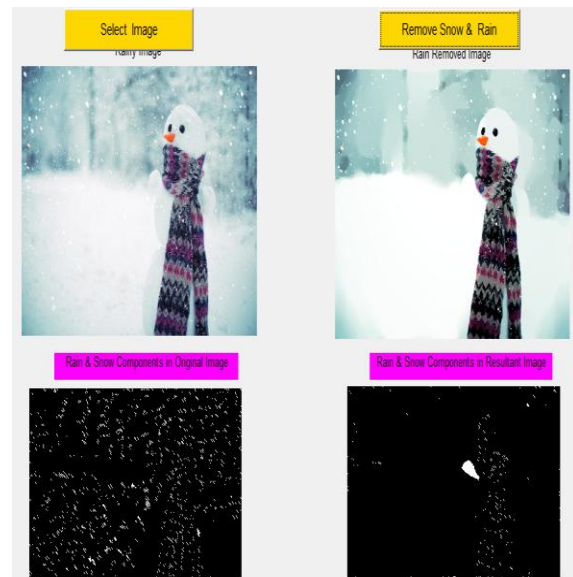 Select Image
Remove Snow & Rain
Rainy Image
Rain Removed Image
Rain & Snow Components in Original Image
Rain & Snow Components in Resultant Image